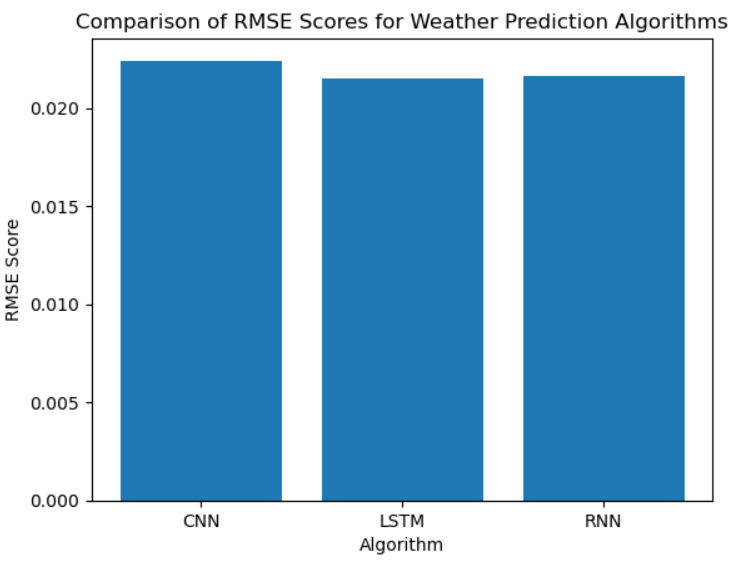 Comparison of RMSE Scores for Weather Prediction Algorithms
RMSE Score
0.020
0.015
0.010
0.005
0.000
CNN LSTM RNN
Algorithm